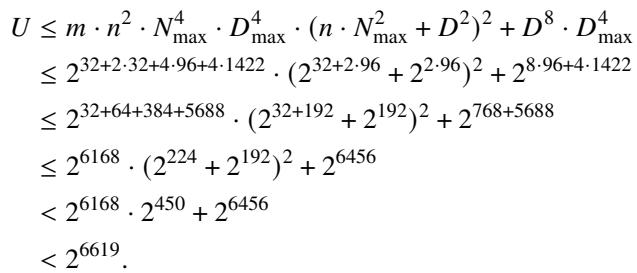 U ≤ m · n² · N⁴ₘₐₓ · D⁴ₘₐₓ · (n · N²ₘₐₓ + D²)² + D⁸ · D⁴ₘₐₓ
≤ 2^{32+2·32+4·96+4·1422} · (2^{32+2·96} + 2^{2·96})² + 2^{8·96+4·1422}
≤ 2^{32+64+384+5688} · (2^{32+192} + 2^{192})² + 2^{768+5688}
≤ 2^{6168} · (2^{224} + 2^{192})² + 2^{6456}
< 2^{6168} · 2^{450} + 2^{6456}
< 2^{6619}.